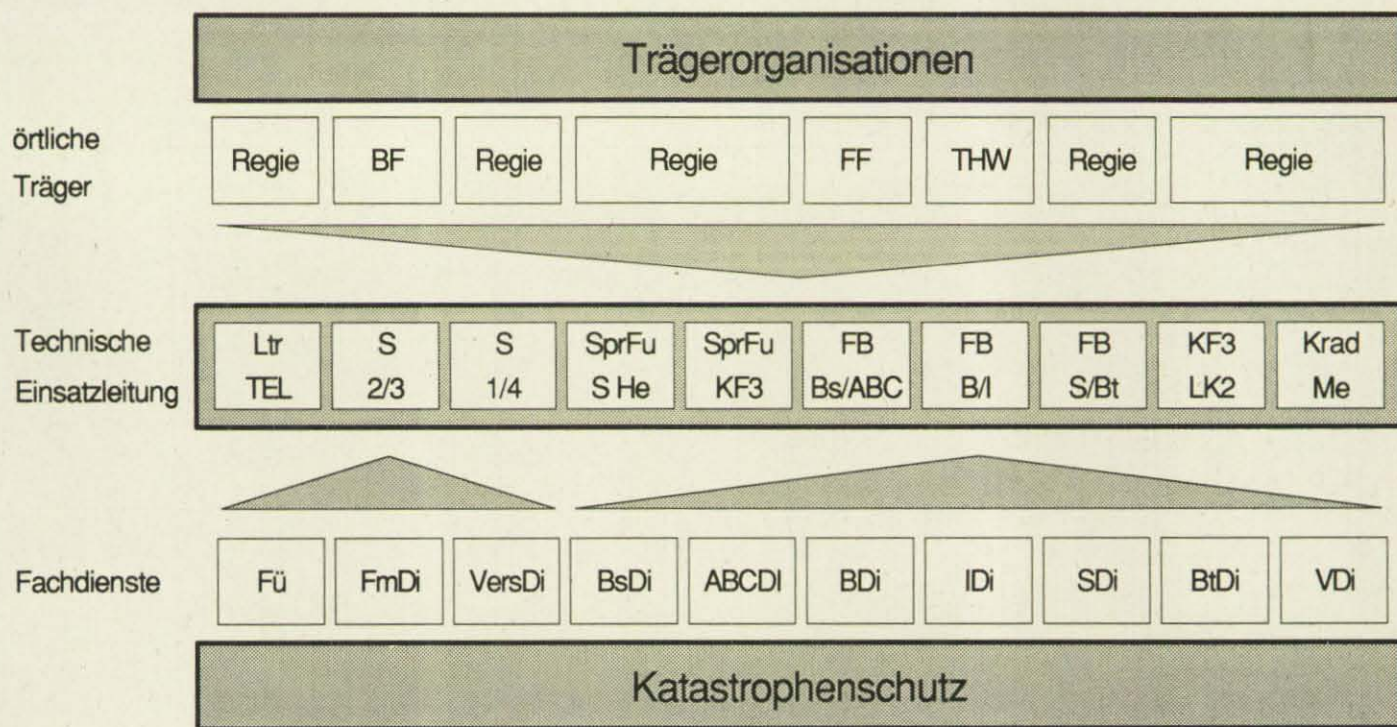 Trägerorganisationen
örtliche
Träger
Regie BF Regie Regie FF THW Regie Regie
Technische
Einsatzleitung
Ltr S S SprFu SprFu FB FB FB KF3 Krad
TEL 2/3 1/4 S He KF3 Bs/ABC B/I S/Bt LK2 Me
Fachdienste
Fü FmDi VersDi BsDi ABCDI BDi IDi SDi BtDi VDi
Katastrophenschutz